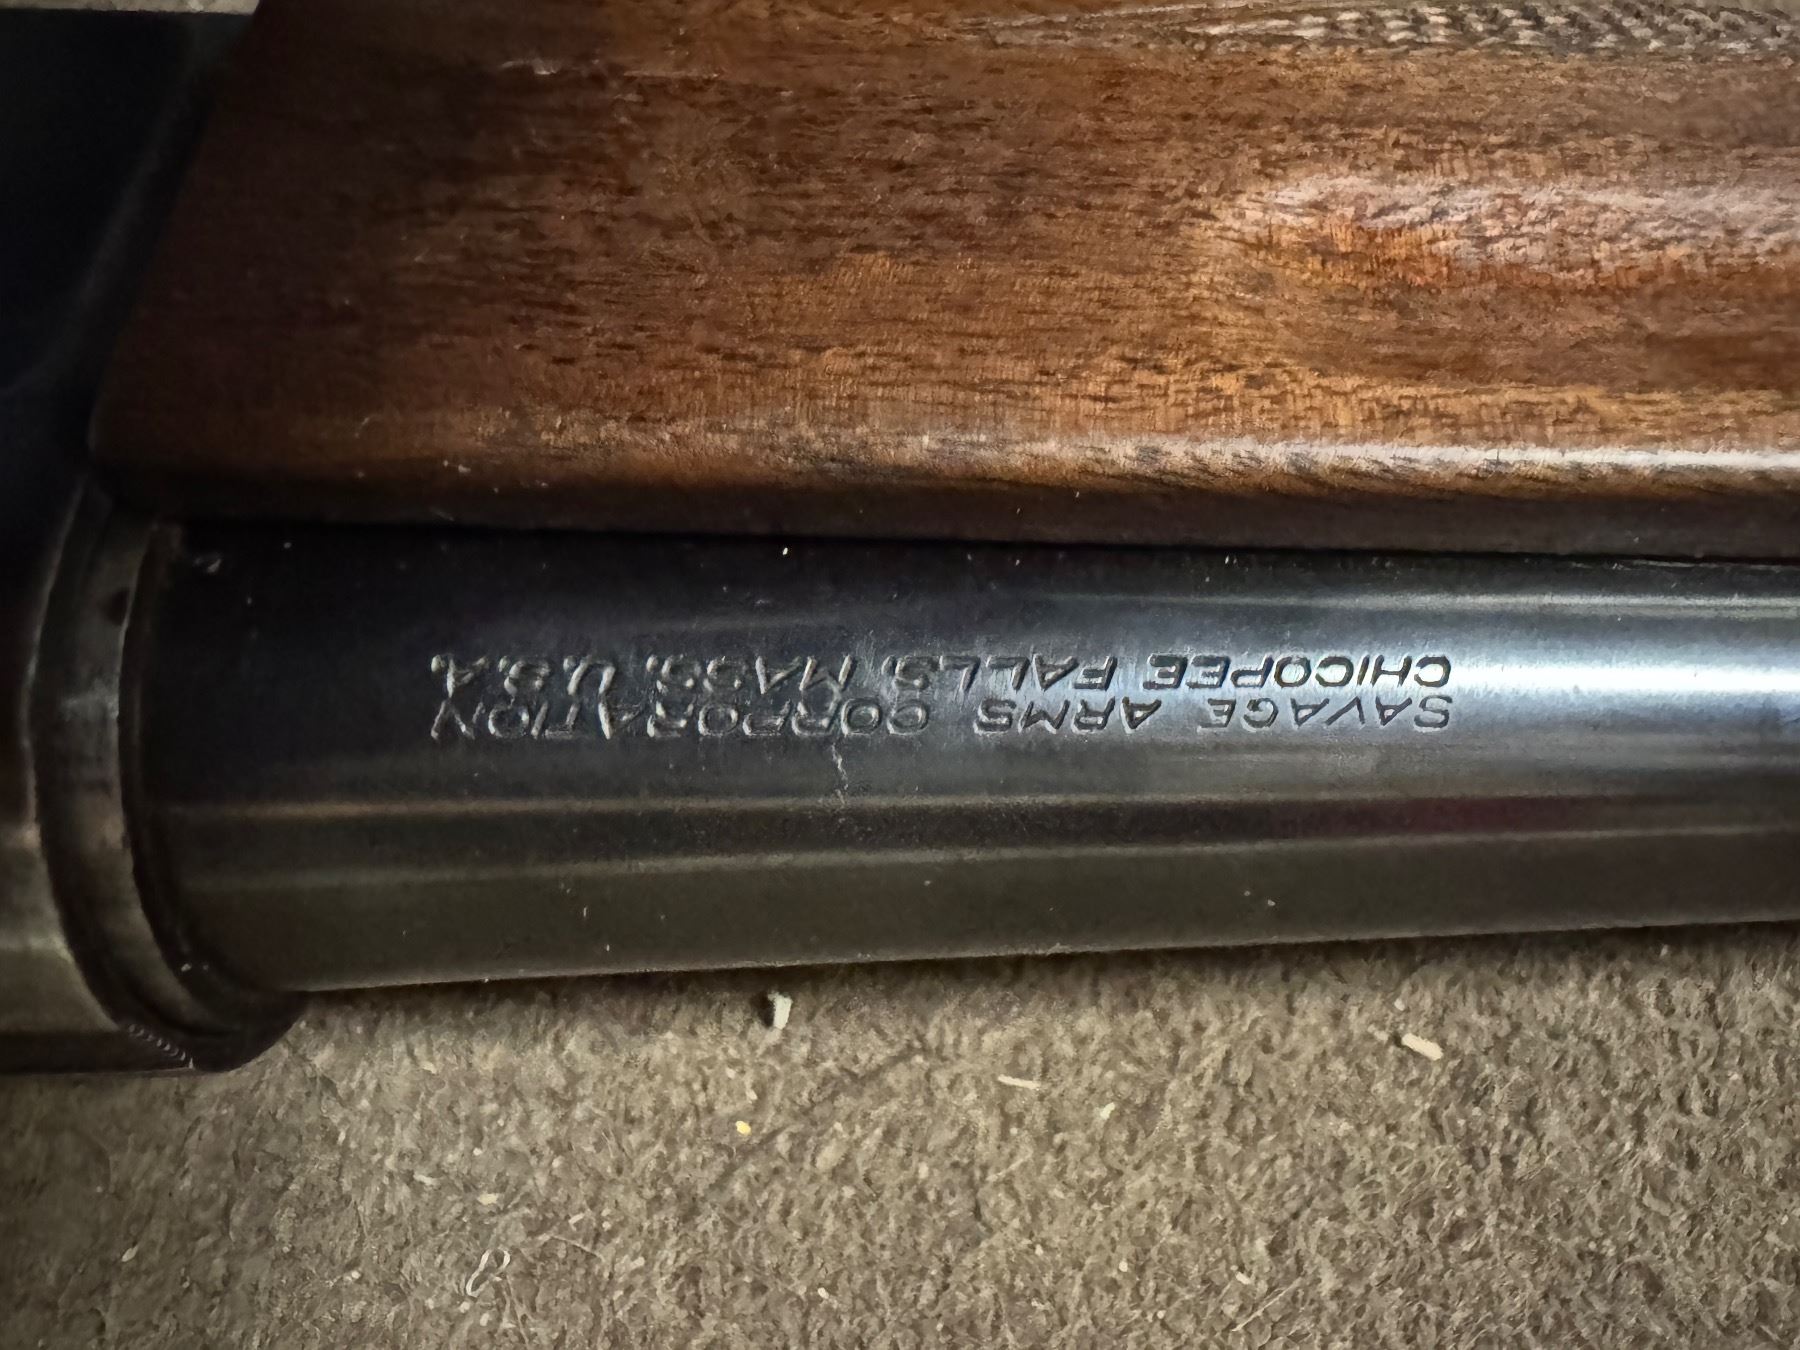 SAVAGE ARMS CORPORATION
CHICOPEE FALLS, MASS. U.S.A.